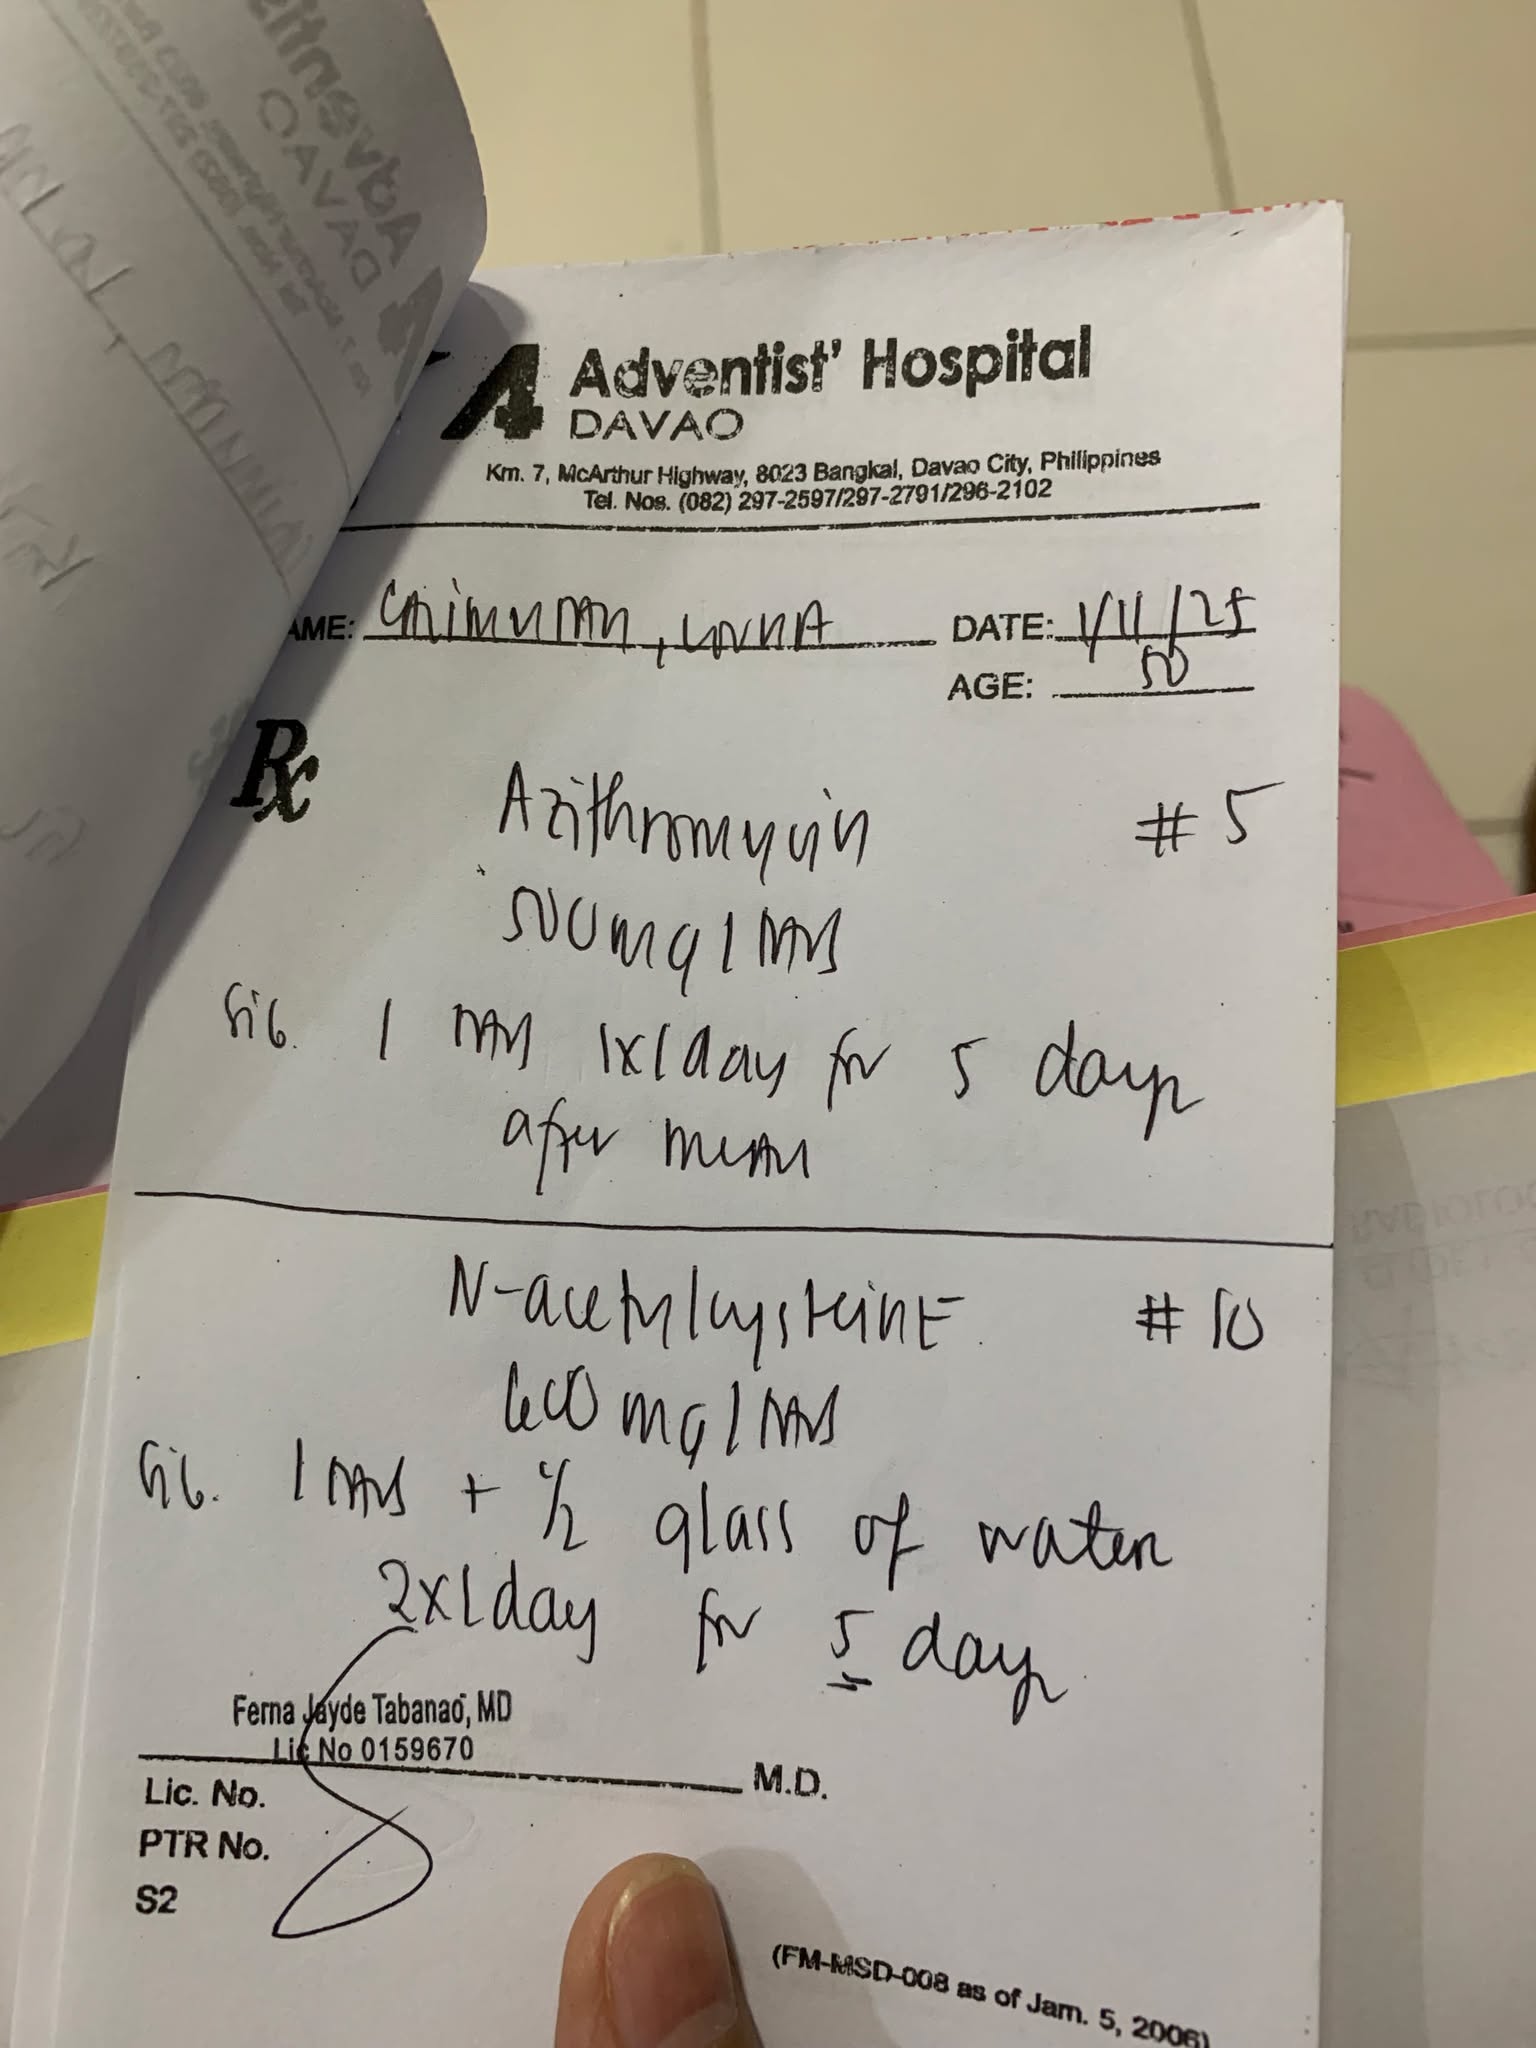 Adventist' Hospital
DAVAO
Km. 7, McArthur Highway, 8023 Bangkal, Davao City, Philippines
Tel. Nos. (082) 297-2597/297-2791/296-2102
AME: DATE: 1/11/25
AGE: 50
Rx
Azithromycin #5
500mg/TAB
Sig. 1 TAB 1x/day for 5 days
after meal
N-acetylcysteine #10
600mg/TAB
Sig. 1 TAB + 1/2 glass of water
2x/day for 5 days
Ferna Jayde Tabanao, MD
Lic No 0159670
M.D.
Lic. No.
PTR No.
S2
(FM-MSD-008 as of Jam. 5, 2006)